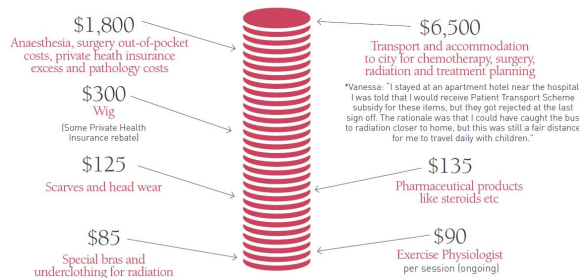 $1,800
Anaesthesia, surgery out-of-pocket
costs, private heath insurance
excess and pathology costs
$300
Wig
(Some Private Health
Insurance rebate)
$125
Scarves and head wear
$85
Special bras and
underclothing for radiation
$6,500
Transport and accommodation
to city for chemotherapy, surgery,
radiation and treatment planning
*Vanessa: "I stayed at an apartment hotel near the hospital
I was told that I would receive Patient Transport Scheme
subsidy for these items, but they got rejected at the last
sign off. The rationale was that I could have caught the bus
to radiation closer to home, but this was still a fair distance
for me to travel daily with children."
$135
Pharmaceutical products
like steroids etc
$90
Exercise Physiologist
per session (ongoing)